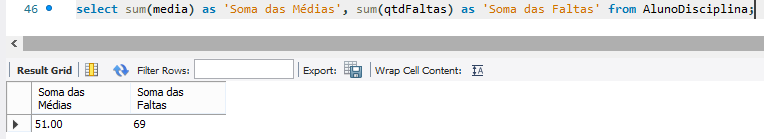 46 select sum(media) as 'Soma das Médias', sum(qtdFaltas) as 'Soma das Faltas' from AlunoDisciplina;
Result Grid Filter Rows: Export: Wrap Cell Content:
Soma das Médias Soma das Faltas
51.00 69